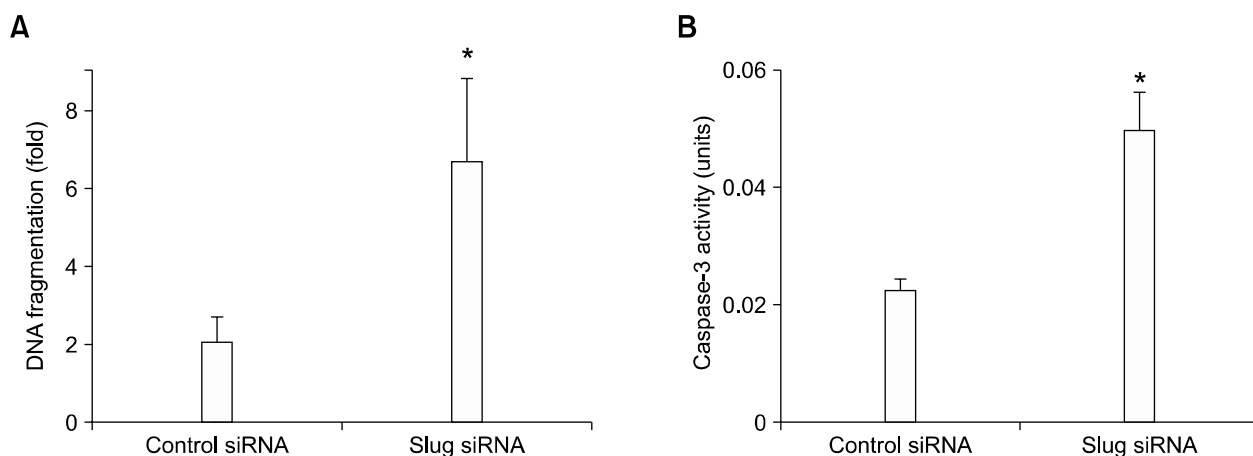 A
DNA fragmentation (fold)
8
6
4
2
0
*
Control siRNA
Slug siRNA
B
Caspase-3 activity (units)
0.06
0.04
0.02
0
*
Control siRNA
Slug siRNA